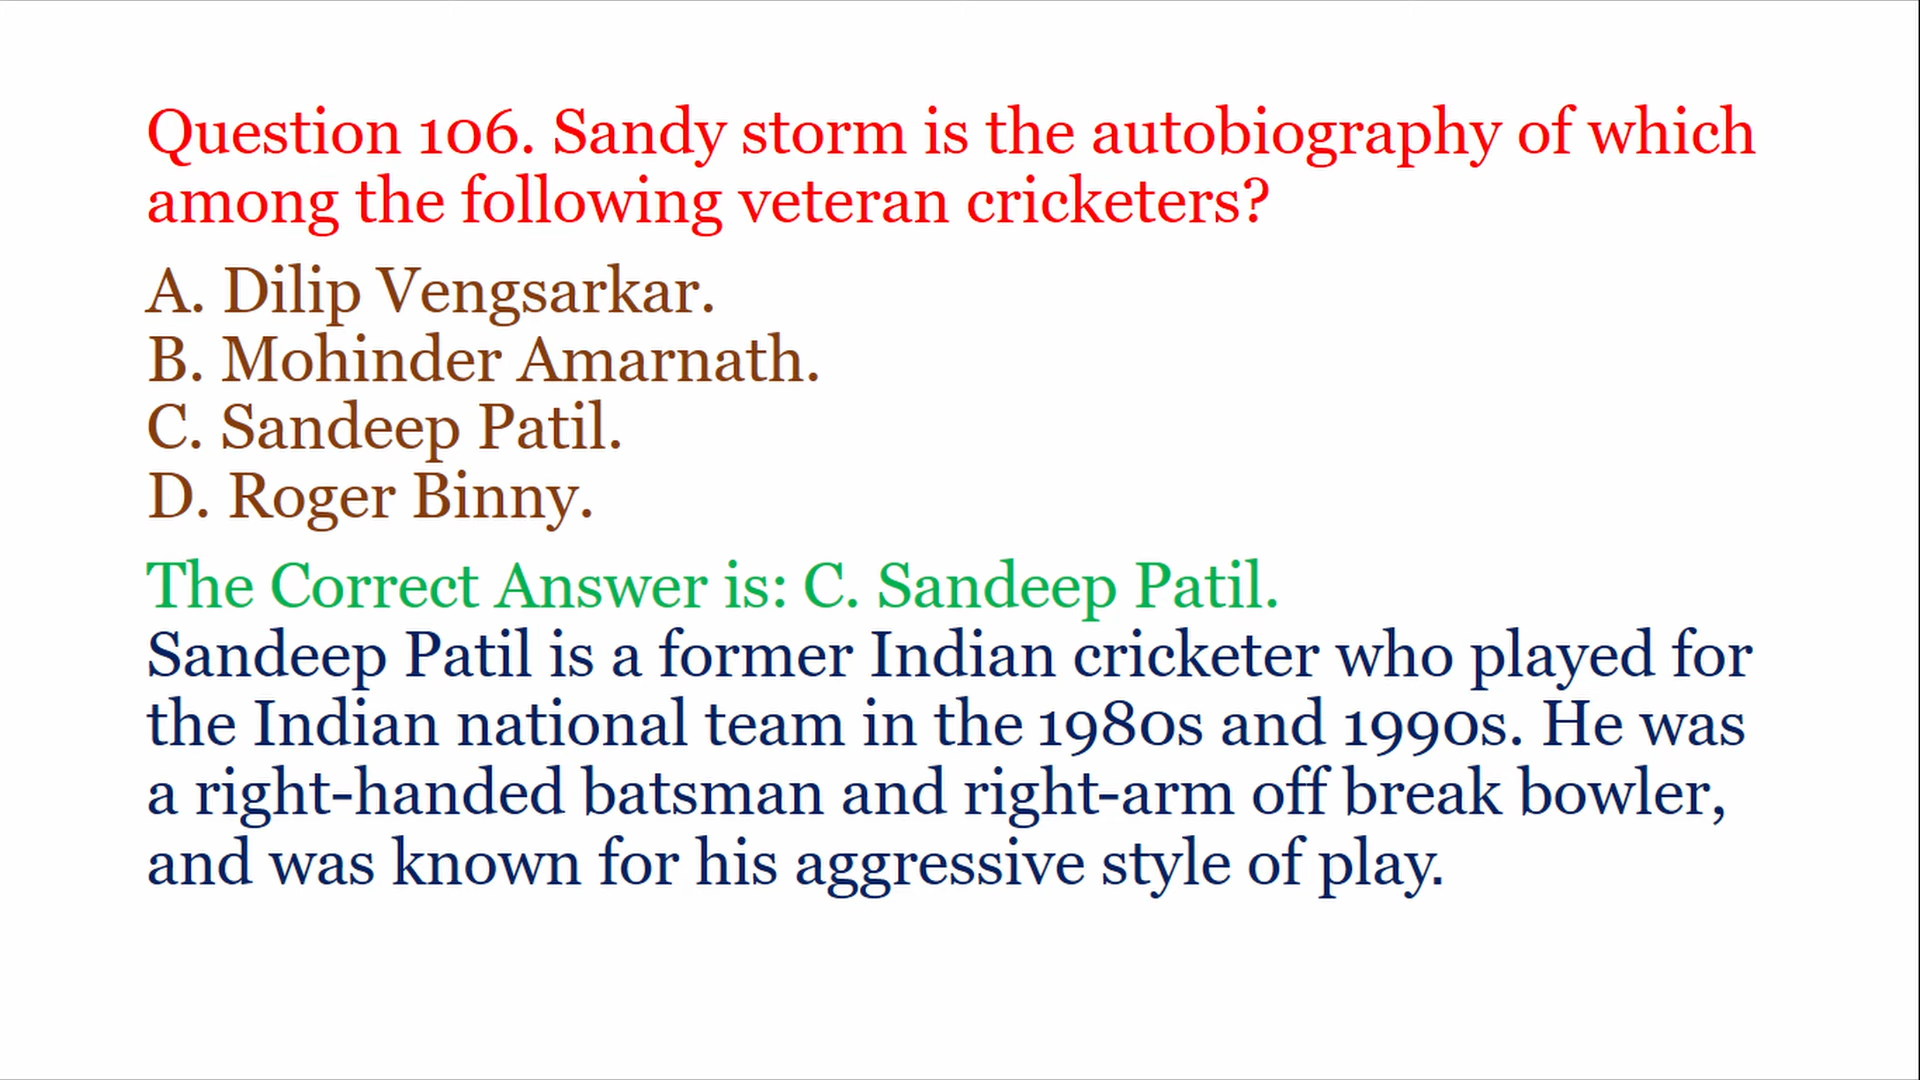 Question 106. Sandy storm is the autobiography of which
among the following veteran cricketers?
A. Dilip Vengsarkar.
B. Mohinder Amarnath.
C. Sandeep Patil.
D. Roger Binny.
The Correct Answer is: C. Sandeep Patil.
Sandeep Patil is a former Indian cricketer who played for
the Indian national team in the 1980s and 1990s. He was
a right-handed batsman and right-arm off break bowler,
and was known for his aggressive style of play.